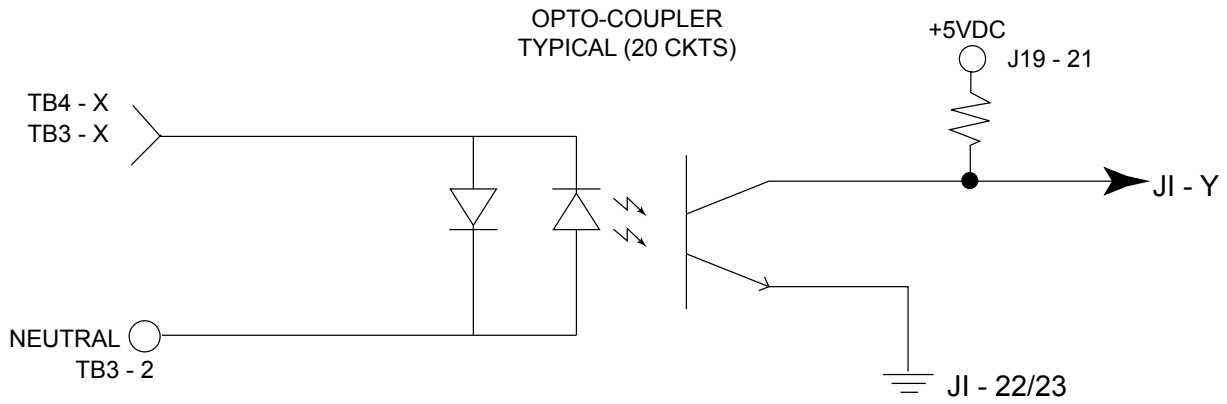 OPTO-COUPLER
TYPICAL (20 CKTS)
+5VDC
J19 - 21
TB4 - X
TB3 - X
JI - Y
NEUTRAL
TB3 - 2
JI - 22/23